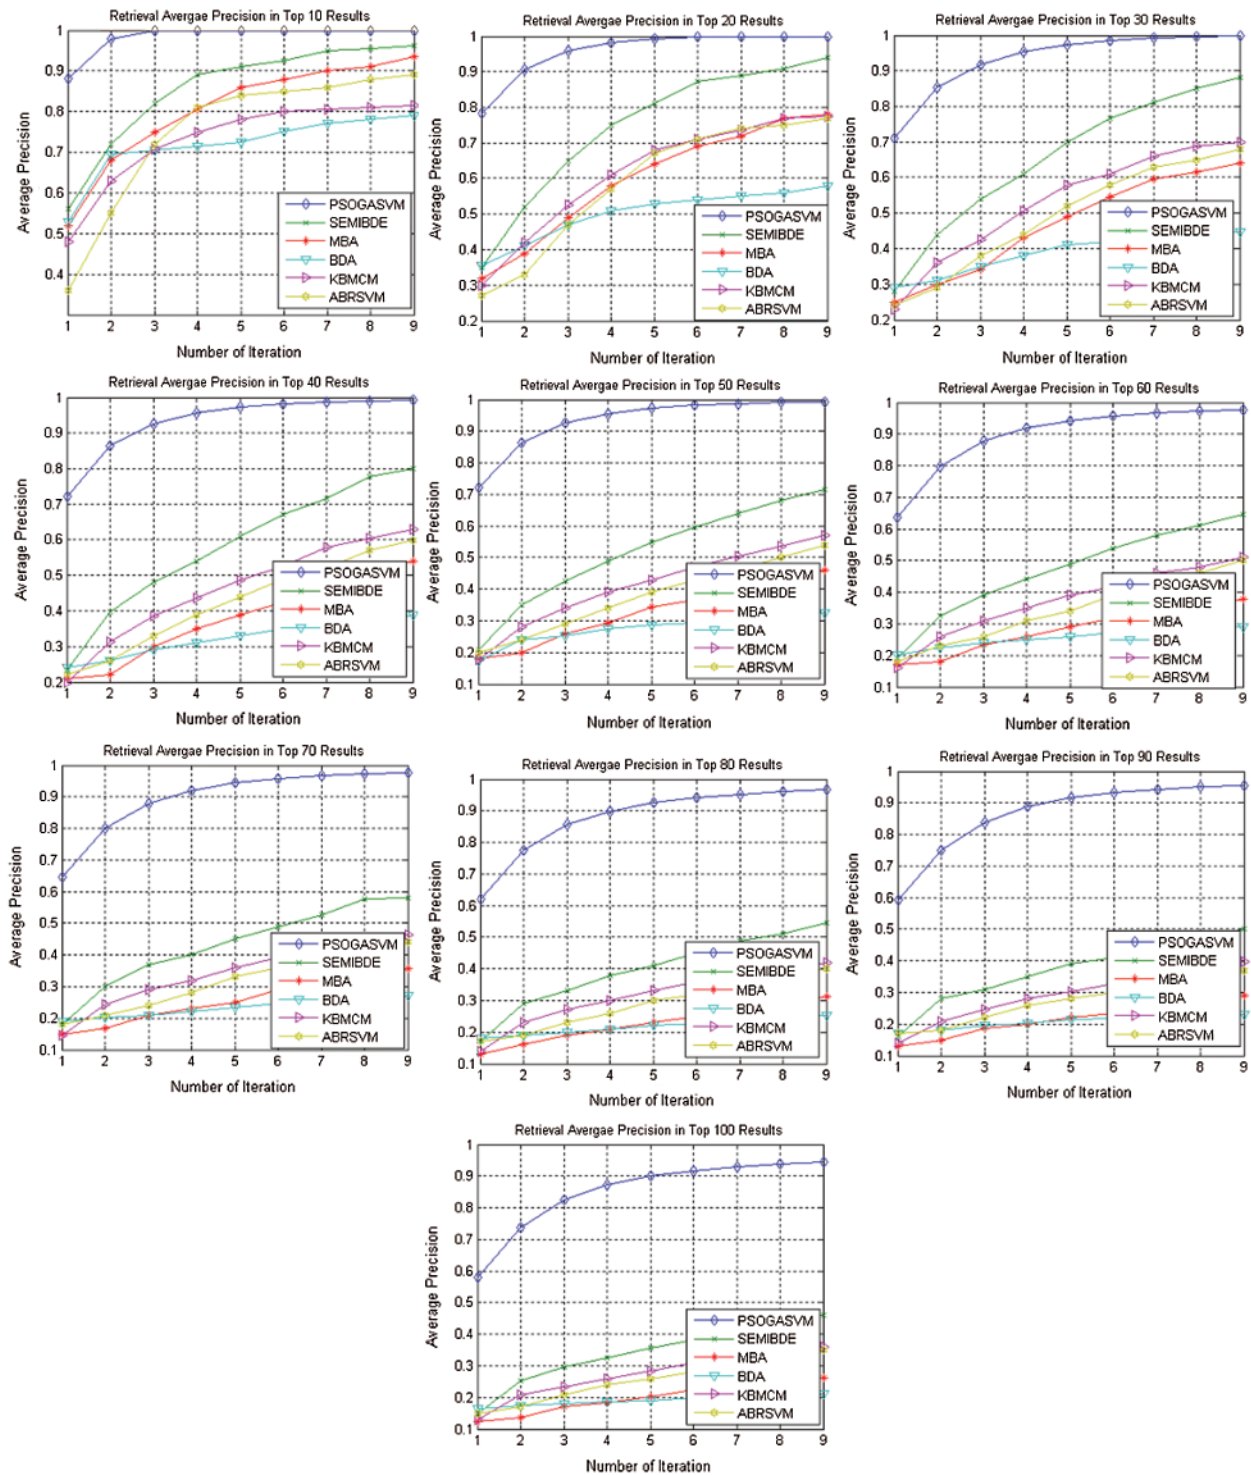 Retrieval Avergae Precision in Top 10 Results
1
0.9
0.8
0.7
0.6
0.5
0.4
Average Precision
PSOGASVM
SEMIBDE
MBA
BDA
KBMCM
ABRSVM
1 2 3 4 5 6 7 8 9
Number of Iteration
Retrieval Avergae Precision in Top 20 Results
1
0.9
0.8
0.7
0.6
0.5
0.4
0.3
0.2
Average Precision
PSOGASVM
SEMIBDE
MBA
BDA
KBMCM
ABRSVM
1 2 3 4 5 6 7 8 9
Number of Iteration
Retrieval Avergae Precision in Top 30 Results
1
0.9
0.8
0.7
0.6
0.5
0.4
0.3
0.2
Average Precision
PSOGASVM
SEMIBDE
MBA
BDA
KBMCM
ABRSVM
1 2 3 4 5 6 7 8 9
Number of Iteration
Retrieval Avergae Precision in Top 40 Results
1
0.9
0.8
0.7
0.6
0.5
0.4
0.3
0.2
Average Precision
PSOGASVM
SEMIBDE
MBA
BDA
KBMCM
ABRSVM
1 2 3 4 5 6 7 8 9
Number of Iteration
Retrieval Avergae Precision in Top 50 Results
1
0.9
0.8
0.7
0.6
0.5
0.4
0.3
0.2
0.1
Average Precision
PSOGASVM
SEMIBDE
MBA
BDA
KBMCM
ABRSVM
1 2 3 4 5 6 7 8 9
Number of Iteration
Retrieval Avergae Precision in Top 60 Results
1
0.9
0.8
0.7
0.6
0.5
0.4
0.3
0.2
0.1
Average Precision
PSOGASVM
SEMIBDE
MBA
BDA
KBMCM
ABRSVM
1 2 3 4 5 6 7 8 9
Number of Iteration
Retrieval Avergae Precision in Top 70 Results
1
0.9
0.8
0.7
0.6
0.5
0.4
0.3
0.2
0.1
Average Precision
PSOGASVM
SEMIBDE
MBA
BDA
KBMCM
ABRSVM
1 2 3 4 5 6 7 8 9
Number of Iteration
Retrieval Avergae Precision in Top 80 Results
1
0.9
0.8
0.7
0.6
0.5
0.4
0.3
0.2
0.1
Average Precision
PSOGASVM
SEMIBDE
MBA
BDA
KBMCM
ABRSVM
1 2 3 4 5 6 7 8 9
Number of Iteration
Retrieval Avergae Precision in Top 90 Results
1
0.9
0.8
0.7
0.6
0.5
0.4
0.3
0.2
0.1
Average Precision
PSOGASVM
SEMIBDE
MBA
BDA
KBMCM
ABRSVM
1 2 3 4 5 6 7 8 9
Number of Iteration
Retrieval Avergae Precision in Top 100 Results
1
0.9
0.8
0.7
0.6
0.5
0.4
0.3
0.2
0.1
Average Precision
PSOGASVM
SEMIBDE
MBA
BDA
KBMCM
ABRSVM
1 2 3 4 5 6 7 8 9
Number of Iteration